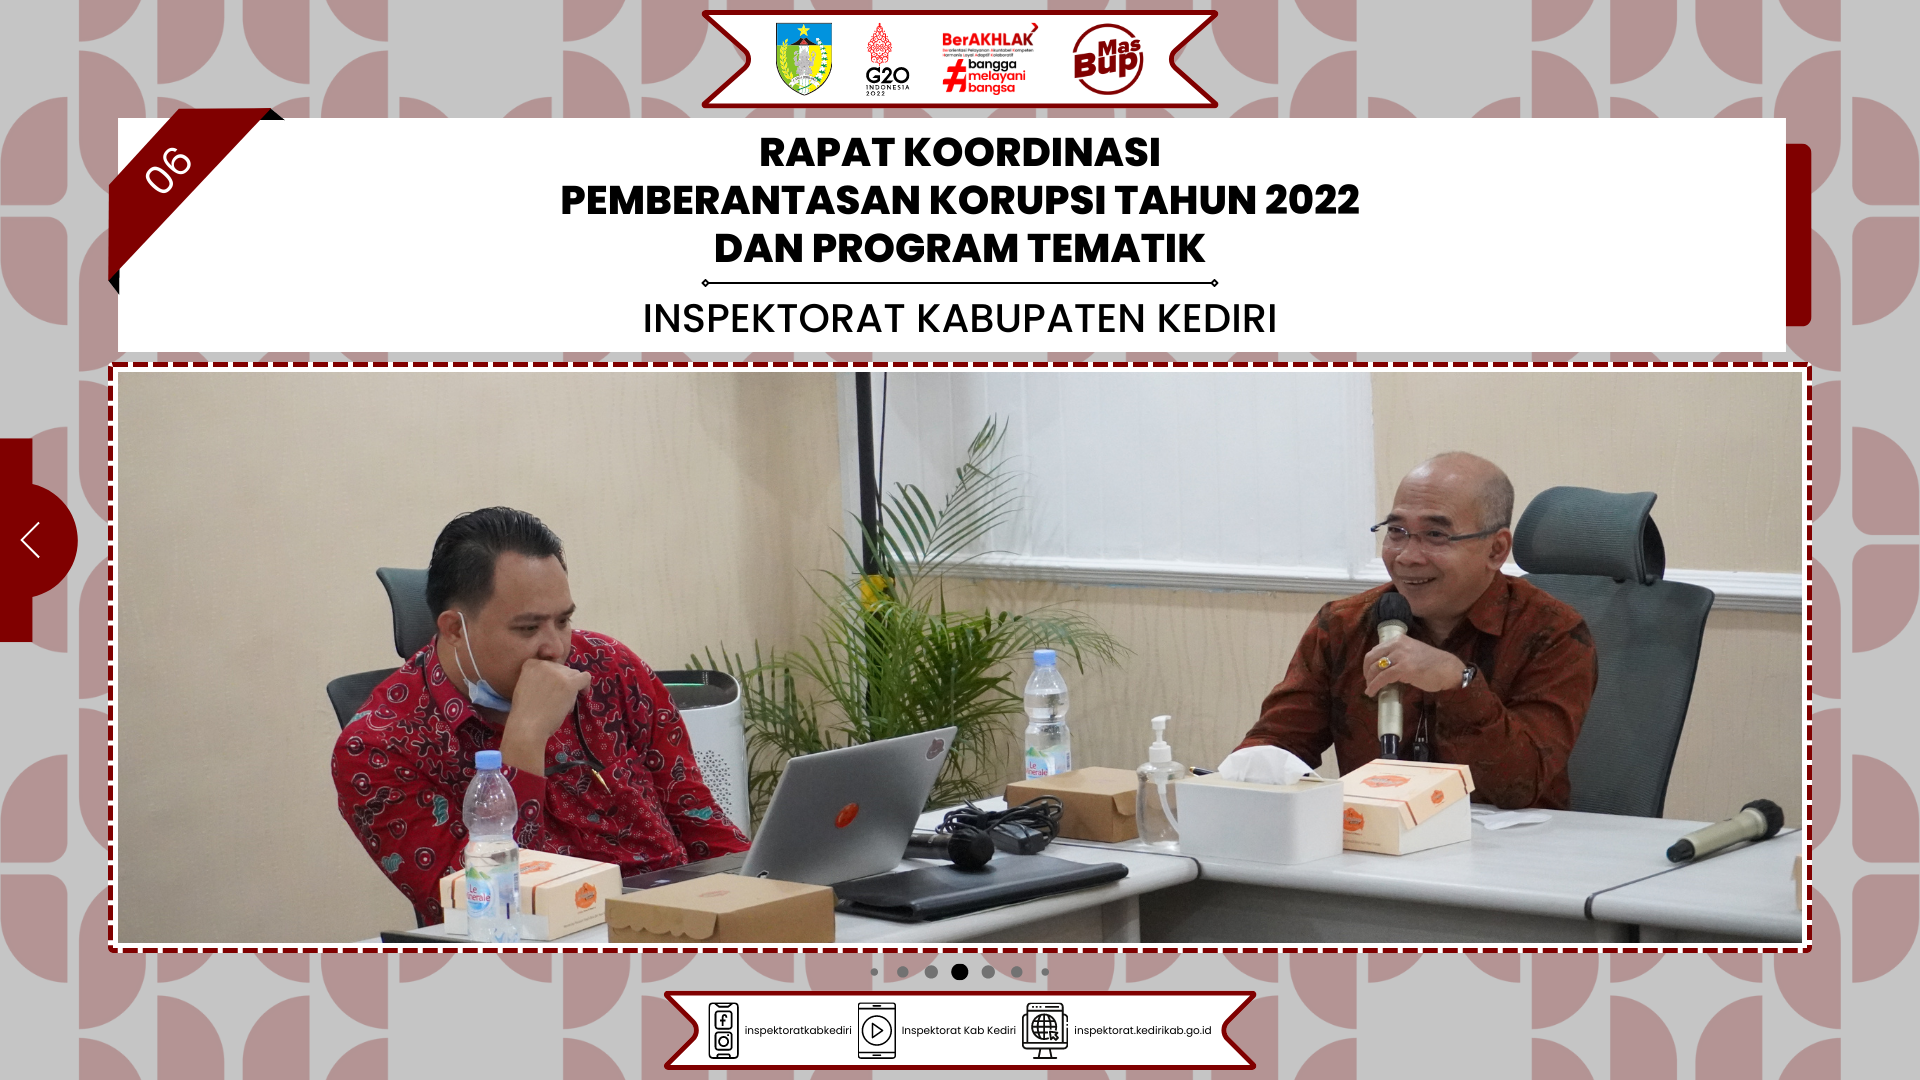 G20
INDONESIA
2022
BerAKHLAK
#bangga
melayani
bangsa
Mas
Bup
06
RAPAT KOORDINASI
PEMBERANTASAN KORUPSI TAHUN 2022
DAN PROGRAM TEMATIK
INSPEKTORAT KABUPATEN KEDIRI
Le
inspektoratkabkediri
Inspektorat Kab Kediri
inspektorat.kedirikab.go.id